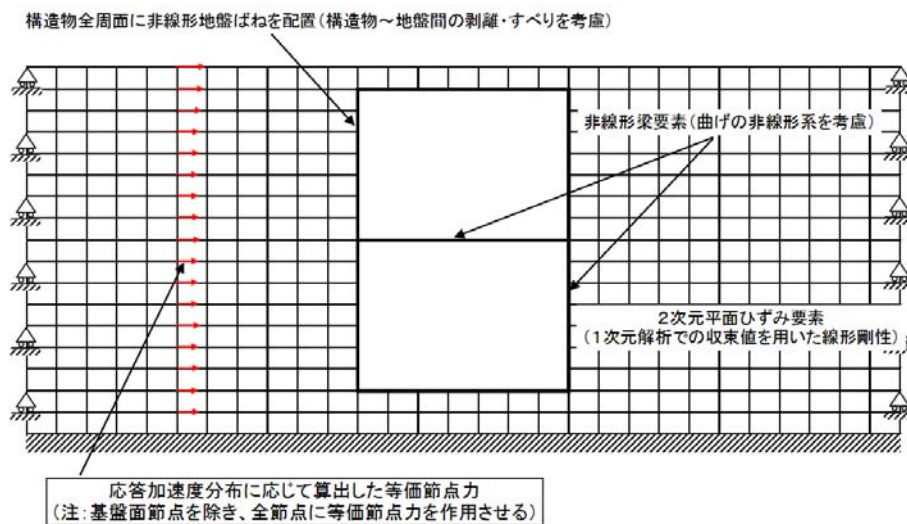 構造物全周面に非線形地盤ばねを配置(構造物～地盤間の剥離・すべりを考慮)
非線形梁要素(曲げの非線形系を考慮)
２次元平面ひずみ要素
(１次元解析での収束値を用いた線形剛性)
応答加速度分布に応じて算出した等価節点力
(注:基盤面節点を除き、全節点に等価節点力を作用させる)